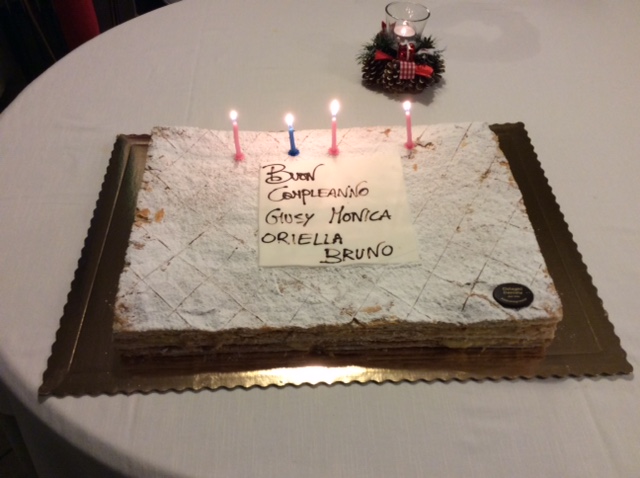 BUON
COMPLEANNO
GIUSY MONICA
ORIELLA
BRUNO